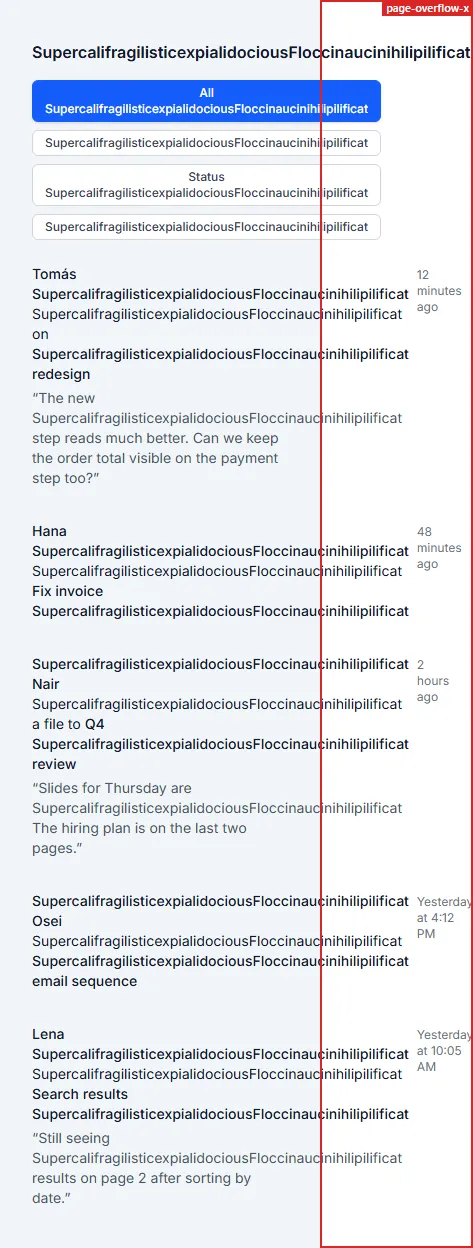 page-overflow-x
SupercalifragilisticexpialidociousFloccinaucinihilipilificat
All
SupercalifragilisticexpialidociousFloccinaucinihilipilificat
SupercalifragilisticexpialidociousFloccinaucinihilipilificat
Status
SupercalifragilisticexpialidociousFloccinaucinihilipilificat
SupercalifragilisticexpialidociousFloccinaucinihilipilificat
Tomás
SupercalifragilisticexpialidociousFloccinaucinihilipilificat
SupercalifragilisticexpialidociousFloccinaucinihilipilificat
on
SupercalifragilisticexpialidociousFloccinaucinihilipilificat
redesign
12
minutes
ago
“The new
SupercalifragilisticexpialidociousFloccinaucinihilipilificat
step reads much better. Can we keep
the order total visible on the payment
step too?”
Hana
SupercalifragilisticexpialidociousFloccinaucinihilipilificat
SupercalifragilisticexpialidociousFloccinaucinihilipilificat
Fix invoice
SupercalifragilisticexpialidociousFloccinaucinihilipilificat
48
minutes
ago
SupercalifragilisticexpialidociousFloccinaucinihilipilificat
Nair
SupercalifragilisticexpialidociousFloccinaucinihilipilificat
a file to Q4
SupercalifragilisticexpialidociousFloccinaucinihilipilificat
review
2
hours
ago
“Slides for Thursday are
SupercalifragilisticexpialidociousFloccinaucinihilipilificat
The hiring plan is on the last two
pages.”
SupercalifragilisticexpialidociousFloccinaucinihilipilificat
Osei
SupercalifragilisticexpialidociousFloccinaucinihilipilificat
SupercalifragilisticexpialidociousFloccinaucinihilipilificat
email sequence
Yesterday
at 4:12
PM
Lena
SupercalifragilisticexpialidociousFloccinaucinihilipilificat
SupercalifragilisticexpialidociousFloccinaucinihilipilificat
Search results
SupercalifragilisticexpialidociousFloccinaucinihilipilificat
Yesterday
at 10:05
AM
“Still seeing
SupercalifragilisticexpialidociousFloccinaucinihilipilificat
results on page 2 after sorting by
date.”